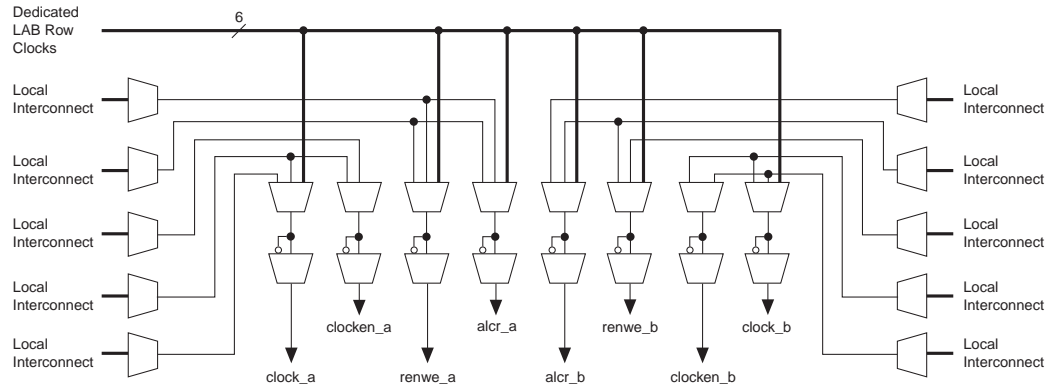 Dedicated
LAB Row
Clocks
6
Local
Interconnect
Local
Interconnect
Local
Interconnect
Local
Interconnect
Local
Interconnect
Local
Interconnect
Local
Interconnect
Local
Interconnect
Local
Interconnect
Local
Interconnect
clocken_a
alcr_a
renwe_b
clock_b
clock_a
renwe_a
alcr_b
clocken_b